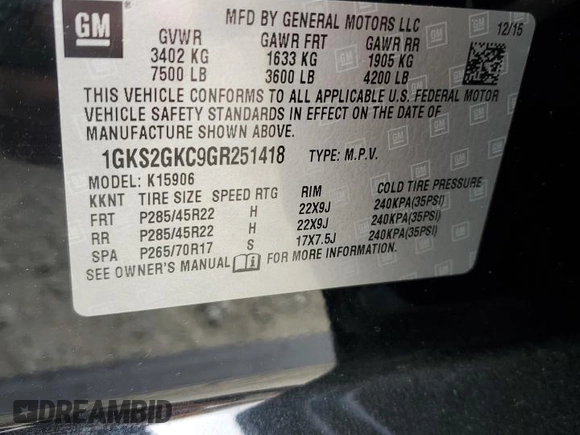 GM
MFD BY GENERAL MOTORS LLC
12/15
GVWR GAWR FRT GAWR RR
3402 KG 1633 KG 1905 KG
7500 LB 3600 LB 4200 LB
THIS VEHICLE CONFORMS TO ALL APPLICABLE U.S. FEDERAL MOTOR
VEHICLE SAFETY STANDARDS IN EFFECT ON THE DATE OF
MANUFACTURE SHOWN ABOVE.
1GKS2GKC9GR251418 TYPE: M.P.V.
MODEL: K15906
KKNT TIRE SIZE SPEED RTG RIM COLD TIRE PRESSURE
FRT P285/45R22 H 22X9J 240KPA(35PSI)
RR P285/45R22 H 22X9J 240KPA(35PSI)
SPA P265/70R17 S 17X7.5J 240KPA(35PSI)
SEE OWNER'S MANUAL FOR MORE INFORMATION.
DREAMBID